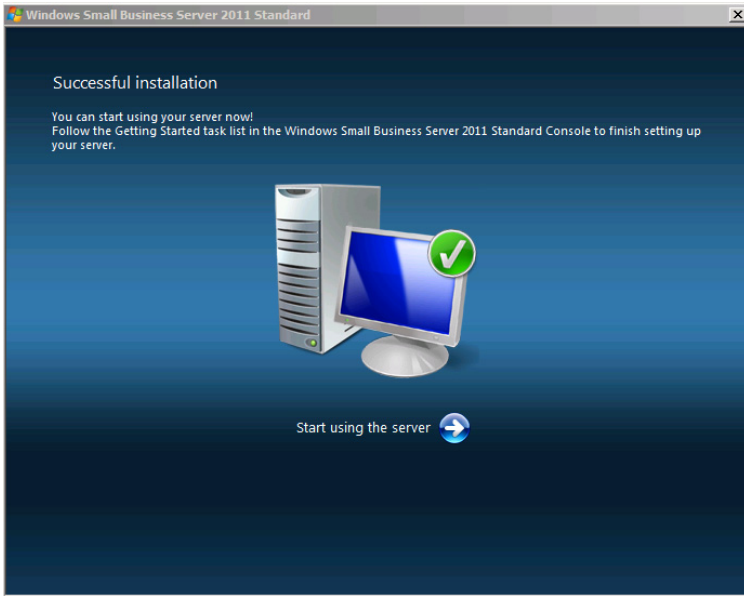 Windows Small Business Server 2011 Standard
Successful installation
You can start using your server now!
Follow the Getting Started task list in the Windows Small Business Server 2011 Standard Console to finish setting up
your server.
Start using the server